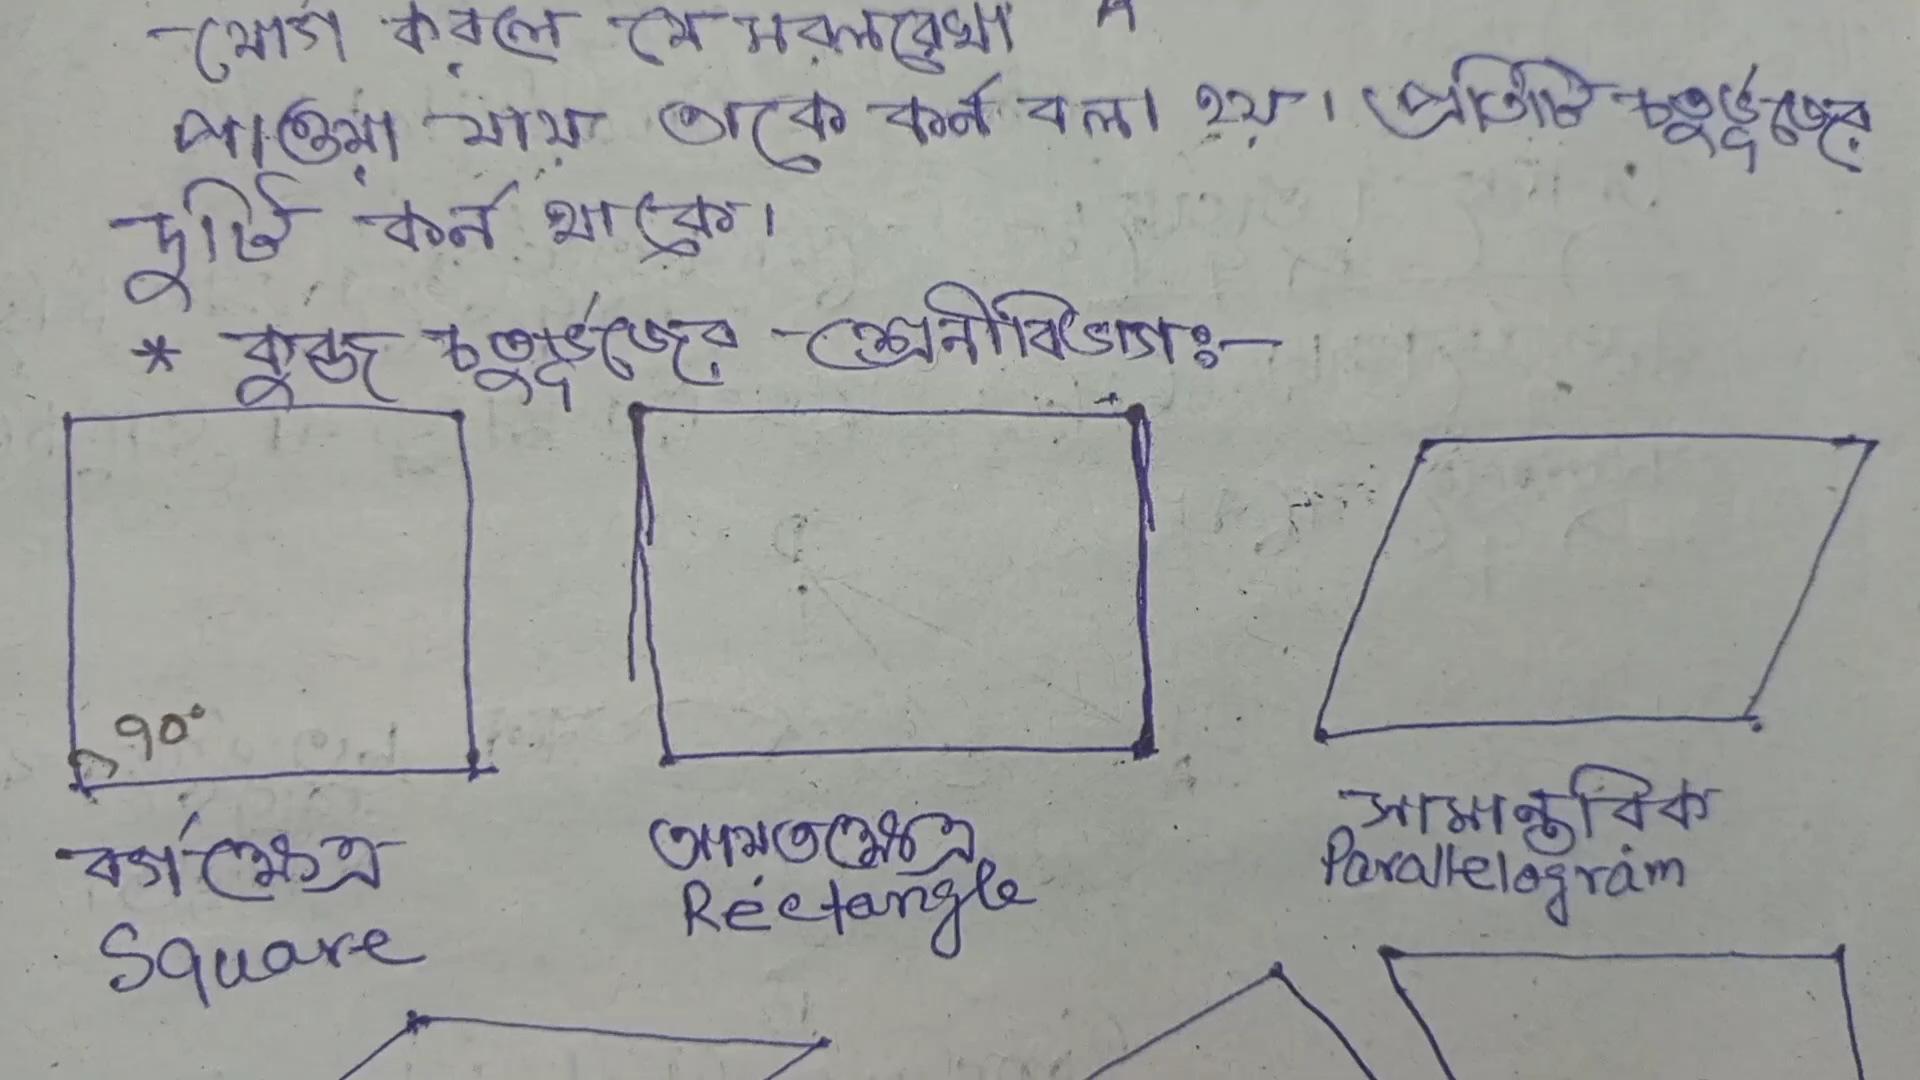 যোগ করলে যে সরলরেখা A
পাওয়া যায় তাকে কর্ন বলা হয়। প্রতিটি চতুর্ভূজের
দুটি কর্ন থাকে।
* কুব্জ চতুর্ভূজের শ্রেনীবিভাগঃ-
90°
বর্গক্ষেত্র
Square
আয়তক্ষেত্র
Rectangle
সামান্তরিক
Parallelogram